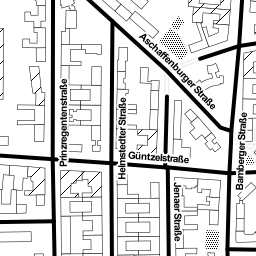 Aschaffenburger Straße
Prinzregentenstraße
Helmstedter Straße
Güntzelstraße
Jenaer Straße
Bamberger Straße